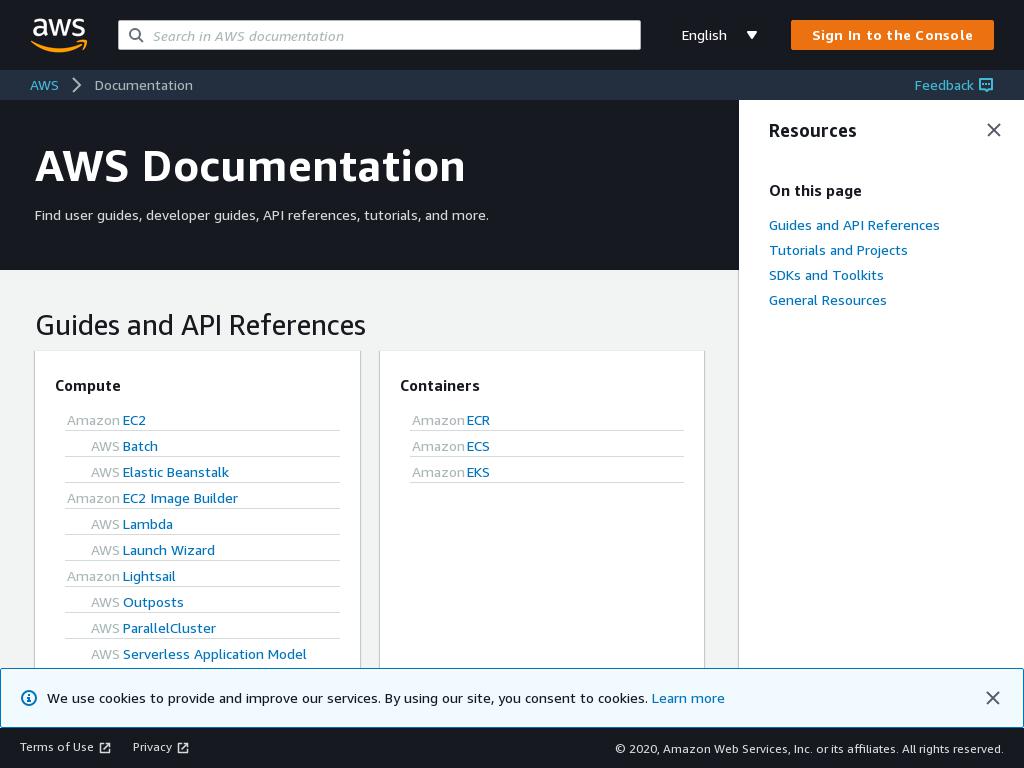 aws
Search in AWS documentation
English
Sign In to the Console
AWS
Documentation
Feedback
AWS Documentation
Find user guides, developer guides, API references, tutorials, and more.
Guides and API References
Compute
Amazon EC2
AWS Batch
AWS Elastic Beanstalk
Amazon EC2 Image Builder
AWS Lambda
AWS Launch Wizard
Amazon Lightsail
AWS Outposts
AWS ParallelCluster
AWS Serverless Application Model
Containers
Amazon ECR
Amazon ECS
Amazon EKS
Resources
On this page
Guides and API References
Tutorials and Projects
SDKs and Toolkits
General Resources
We use cookies to provide and improve our services. By using our site, you consent to cookies. Learn more
Terms of Use
Privacy
© 2020, Amazon Web Services, Inc. or its affiliates. All rights reserved.